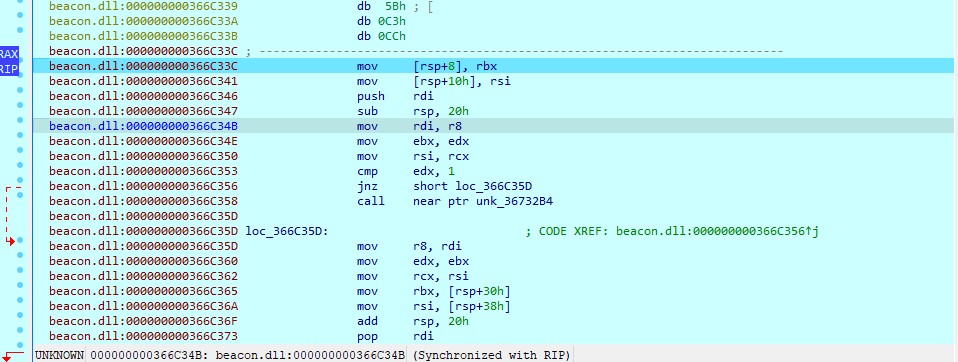 beacon.dll:000000000366C339 db 5Bh ; [
beacon.dll:000000000366C33A db 0C3h
beacon.dll:000000000366C33B db 0CCh
beacon.dll:000000000366C33C ; ---------------------------------------------------------------------------
RAX
RIP
beacon.dll:000000000366C33C mov [rsp+8], rbx
beacon.dll:000000000366C341 mov [rsp+10h], rsi
beacon.dll:000000000366C346 push rdi
beacon.dll:000000000366C347 sub rsp, 20h
beacon.dll:000000000366C34B mov rdi, r8
beacon.dll:000000000366C34E mov ebx, edx
beacon.dll:000000000366C350 mov rsi, rcx
beacon.dll:000000000366C353 cmp edx, 1
beacon.dll:000000000366C356 jnz short loc_366C35D
beacon.dll:000000000366C358 call near ptr unk_36732B4
beacon.dll:000000000366C35D
beacon.dll:000000000366C35D loc_366C35D: ; CODE XREF: beacon.dll:000000000366C356↑j
beacon.dll:000000000366C35D mov r8, rdi
beacon.dll:000000000366C360 mov edx, ebx
beacon.dll:000000000366C362 mov rcx, rsi
beacon.dll:000000000366C365 mov rbx, [rsp+30h]
beacon.dll:000000000366C36A mov rsi, [rsp+38h]
beacon.dll:000000000366C36F add rsp, 20h
beacon.dll:000000000366C373 pop rdi
UNKNOWN 000000000366C34B: beacon.dll:000000000366C34B (Synchronized with RIP)